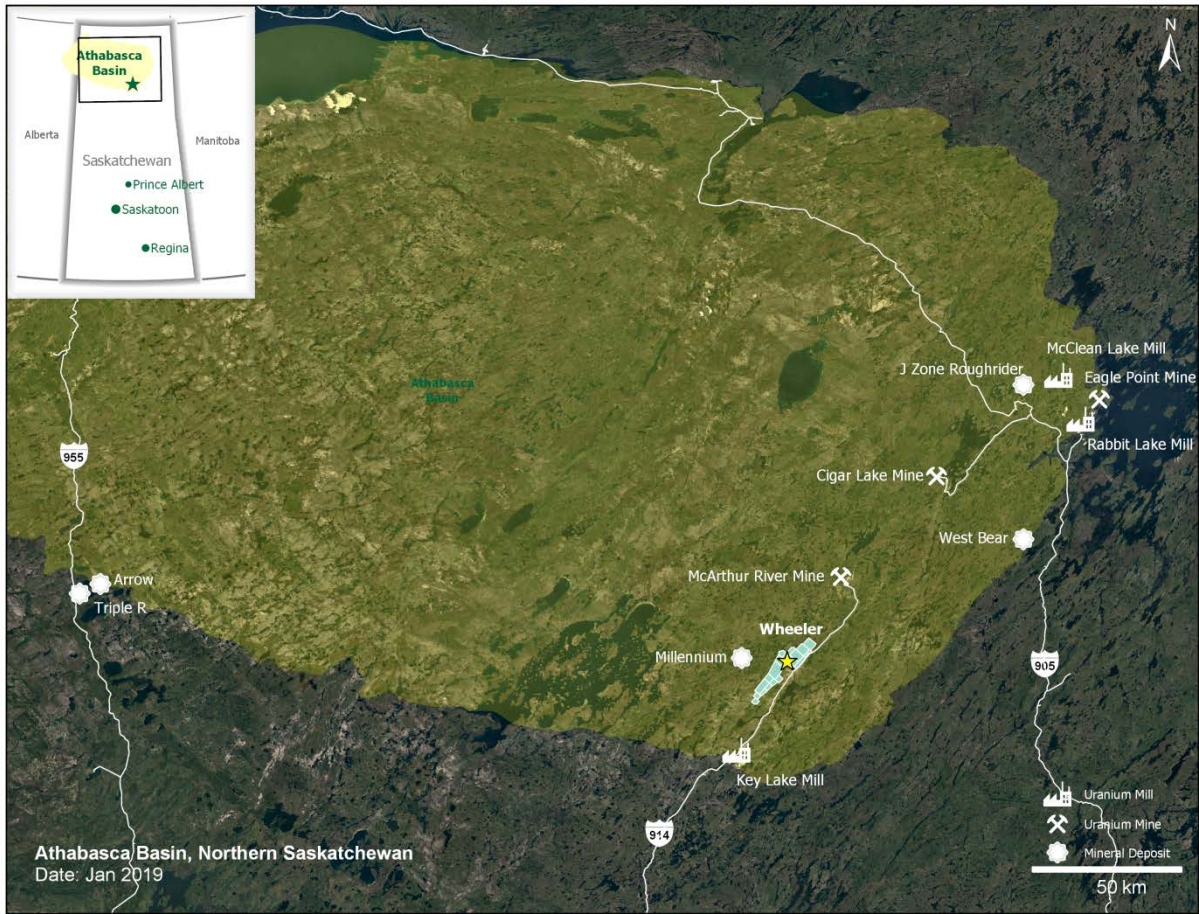 N
Athabasca
Basin
Alberta
Manitoba
Saskatchewan
Prince Albert
Saskatoon
Regina
Athabasca
Basin
McClean Lake Mill
J Zone Roughrider
Eagle Point Mine
Rabbit Lake Mill
955
Cigar Lake Mine
West Bear
Arrow
Triple R
McArthur River Mine
Wheeler
Millennium
905
Key Lake Mill
914
Uranium Mill
Uranium Mine
Mineral Deposit
50 km
Athabasca Basin, Northern Saskatchewan
Date: Jan 2019